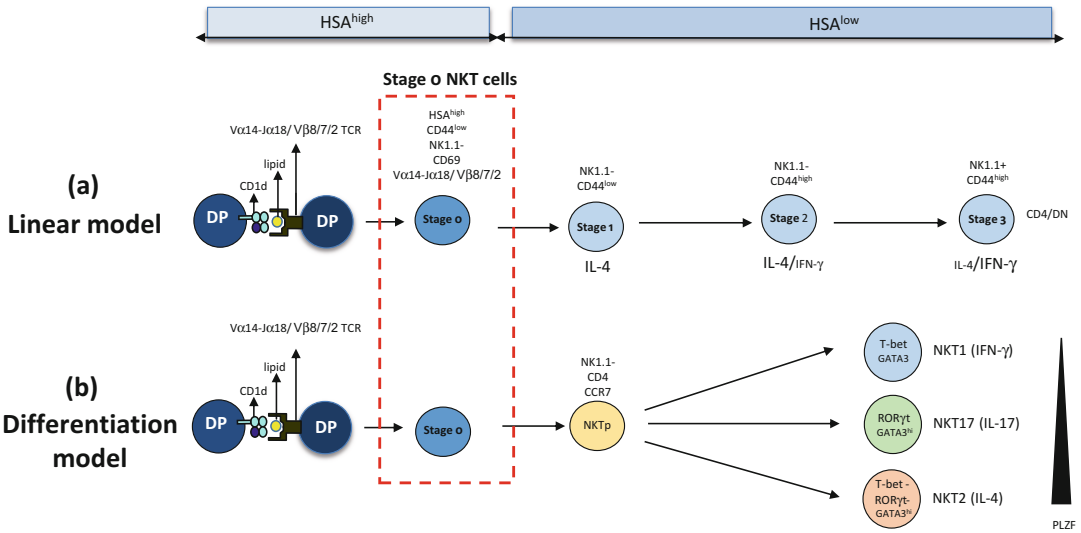 HSAhigh
HSAlow
Stage 0 NKT cells
HSAhigh
CD44low
NK1.1-
CD69
Vα14-Jα18/ Vβ8/7/2
(a)
Linear model
Vα14-Jα18/ Vβ8/7/2 TCR
lipid
CD1d
DP
DP
Stage 0
NK1.1-
CD44low
Stage 1
IL-4
NK1.1-
CD44high
Stage 2
IL-4/IFN-γ
NK1.1+
CD44high
Stage 3
CD4/DN
IL-4/IFN-γ
(b)
Differentiation
model
Vα14-Jα18/ Vβ8/7/2 TCR
lipid
CD1d
DP
DP
Stage 0
NK1.1-
CD4
CCR7
NKTp
T-bet
GATA3
NKT1 (IFN-γ)
RORγt
GATA3hi
NKT17 (IL-17)
T-bet -
RORγt-
GATA3hi
NKT2 (IL-4)
PLZF